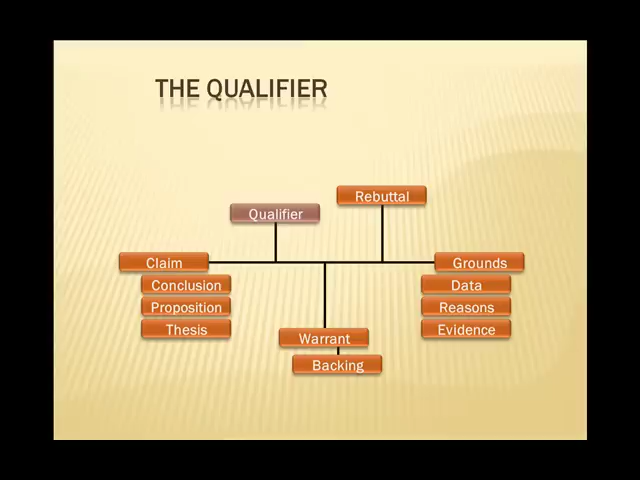 THE QUALIFIER
Rebuttal
Qualifier
Claim
Grounds
Conclusion
Data
Proposition
Reasons
Thesis
Evidence
Warrant
Backing